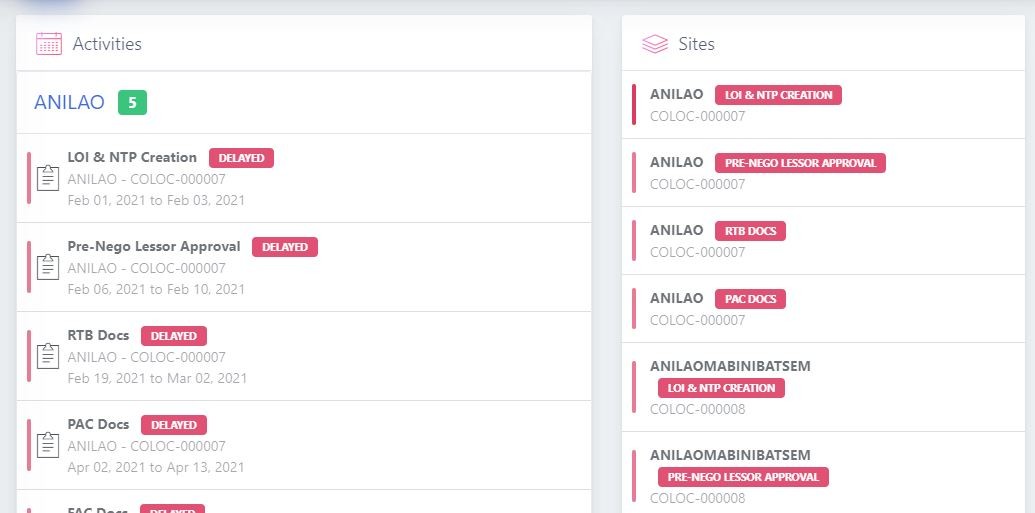 Activities
ANILAO 5
LOI & NTP Creation DELAYED
ANILAO - COLOC-000007
Feb 01, 2021 to Feb 03, 2021
Pre-Nego Lessor Approval DELAYED
ANILAO - COLOC-000007
Feb 06, 2021 to Feb 10, 2021
RTB Docs DELAYED
ANILAO - COLOC-000007
Feb 19, 2021 to Mar 02, 2021
PAC Docs DELAYED
ANILAO - COLOC-000007
Apr 02, 2021 to Apr 13, 2021
FAC Docs DELAYED
Sites
ANILAO LOI & NTP CREATION
COLOC-000007
ANILAO PRE-NEGO LESSOR APPROVAL
COLOC-000007
ANILAO RTB DOCS
COLOC-000007
ANILAO PAC DOCS
COLOC-000007
ANILAOMABINIBATSEM
LOI & NTP CREATION
COLOC-000008
ANILAOMABINIBATSEM
PRE-NEGO LESSOR APPROVAL
COLOC-000008